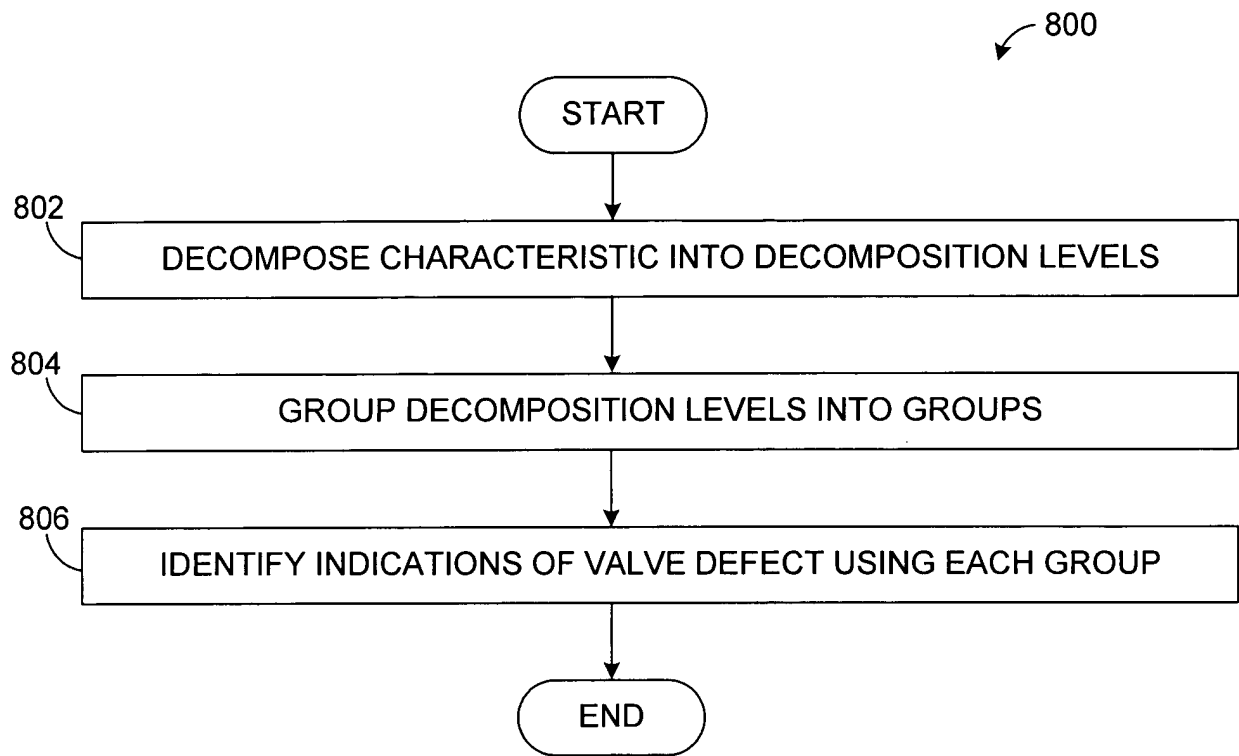 800
START
802
DECOMPOSE CHARACTERISTIC INTO DECOMPOSITION LEVELS
804
GROUP DECOMPOSITION LEVELS INTO GROUPS
806
IDENTIFY INDICATIONS OF VALVE DEFECT USING EACH GROUP
END